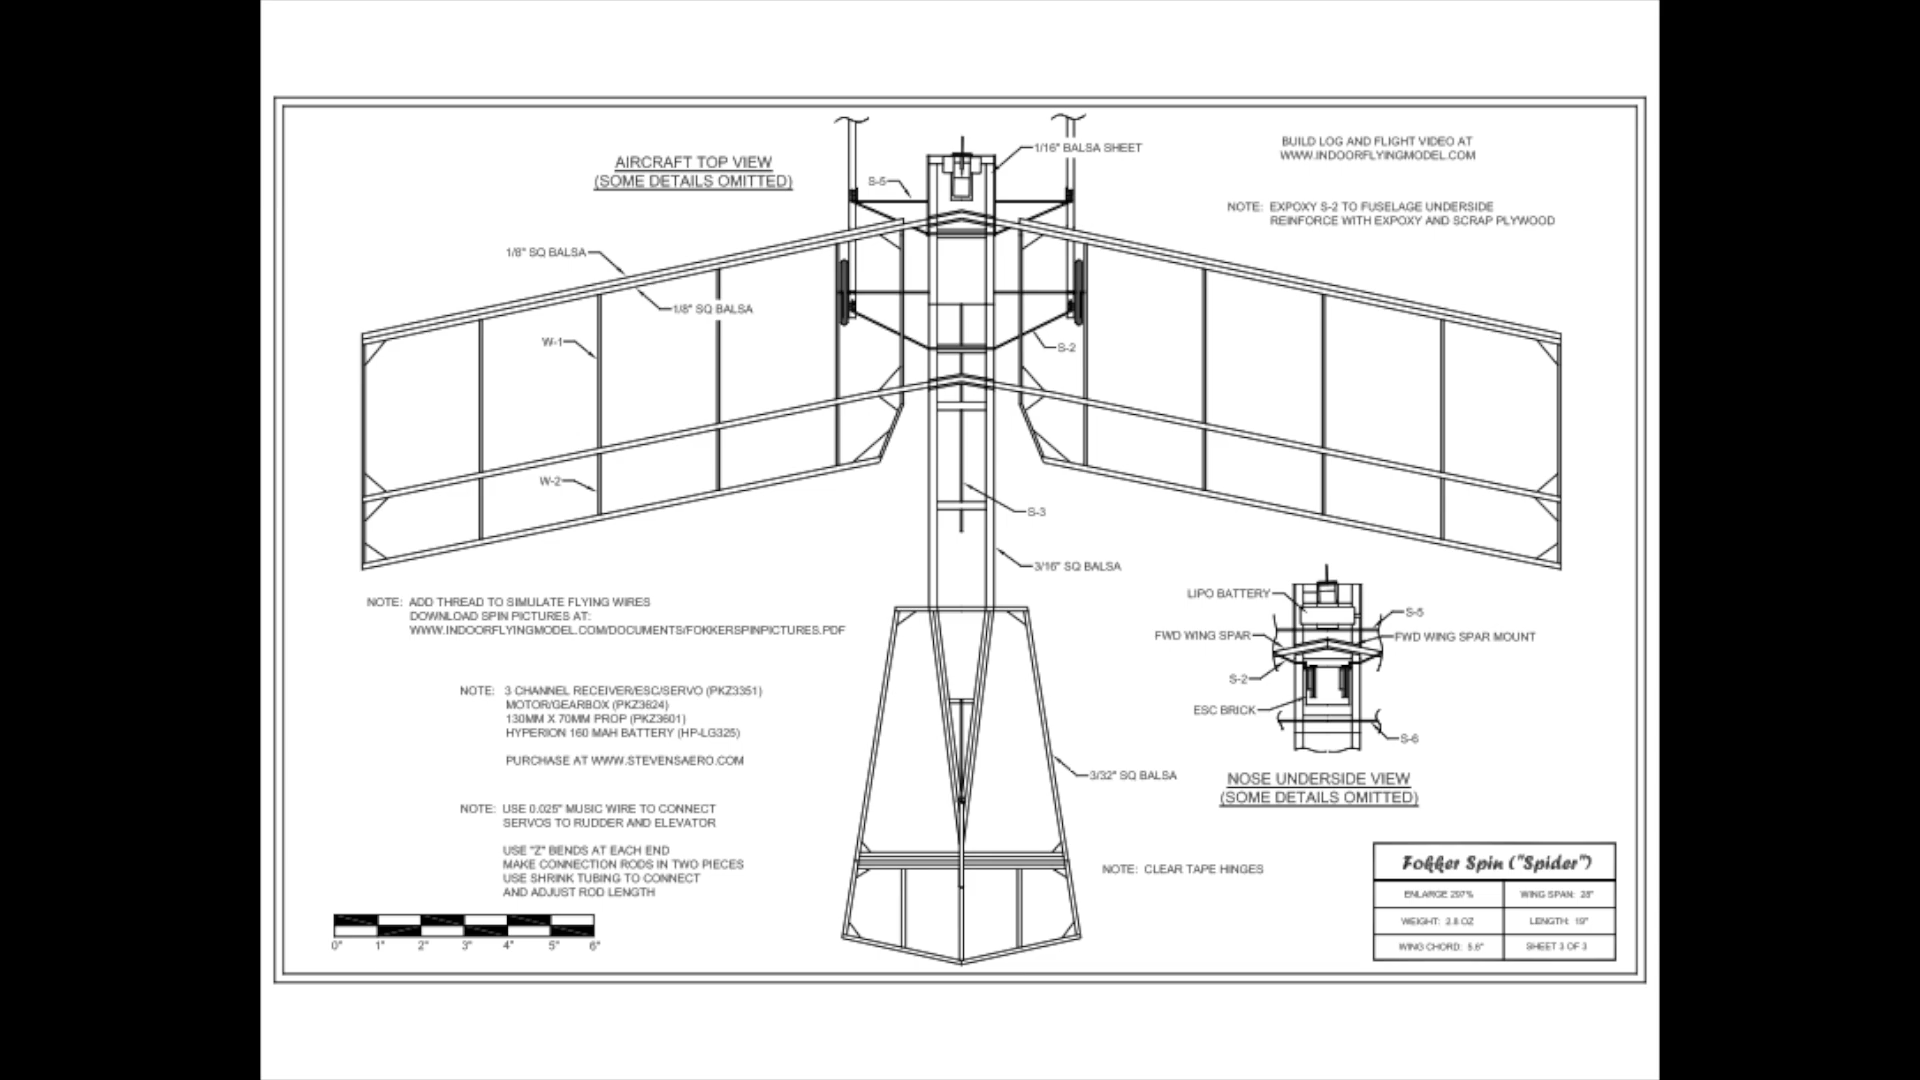 AIRCRAFT TOP VIEW
(SOME DETAILS OMITTED)
1/16" BALSA SHEET
BUILD LOG AND FLIGHT VIDEO AT
WWW.INDOORFLYINGMODEL.COM
S-5
NOTE: EXPOXY S-2 TO FUSELAGE UNDERSIDE
REINFORCE WITH EXPOXY AND SCRAP PLYWOOD
1/8" SQ BALSA
1/8" SQ BALSA
W-1
S-2
W-2
S-3
3/16" SQ BALSA
NOTE: ADD THREAD TO SIMULATE FLYING WIRES
DOWNLOAD SPIN PICTURES AT:
WWW.INDOORFLYINGMODEL.COM/DOCUMENTS/FOKKERSPINPICTURES.PDF
LIPO BATTERY
S-5
FWD WING SPAR
FWD WING SPAR MOUNT
S-2
ESC BRICK
S-6
NOSE UNDERSIDE VIEW
(SOME DETAILS OMITTED)
NOTE: 3 CHANNEL RECEIVER/ESC/SERVO (PKZ3351)
MOTOR/GEARBOX (PKZ3624)
130MM X 70MM PROP (PKZ3601)
HYPERION 160 MAH BATTERY (HP-LG325)
PURCHASE AT WWW.STEVENSAERO.COM
3/32" SQ BALSA
NOTE: USE 0.025" MUSIC WIRE TO CONNECT
SERVOS TO RUDDER AND ELEVATOR
USE "Z" BENDS AT EACH END
MAKE CONNECTION RODS IN TWO PIECES
USE SHRINK TUBING TO CONNECT
AND ADJUST ROD LENGTH
NOTE: CLEAR TAPE HINGES
0" 1" 2" 3" 4" 5" 6"
Fokker Spin ("Spider")
ENLARGE 297% WING SPAN: 28"
WEIGHT: 2.8 OZ LENGTH: 19"
WING CHORD: 5.6" SHEET 3 OF 3